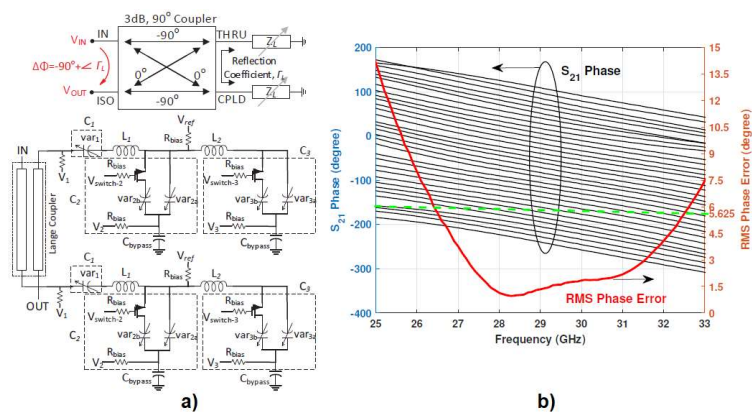 3dB, 90° Coupler
V_IN IN -90° THRU Z_L
ΔΦ=-90°+∠ Γ_L 0° 0° Reflection Coefficient, Γ_L
V_OUT ISO -90° CPLD Z_L
C_1 var_1 L_1 R_bias V_ref L_2 C_3
IN
V_1 R_bias R_bias
V_switch-2 V_switch-3
C_2 var_2b var_2a var_3b var_3a
Lange Coupler
V_2 R_bias V_3 R_bias
C_bypass C_bypass
C_1 var_1 L_1 R_bias V_ref L_2 C_3
OUT
V_1 R_bias R_bias
V_switch-2 V_switch-3
C_2 var_2b var_2a var_3b var_3a
V_2 R_bias V_3 R_bias
C_bypass C_bypass
a)
S_21 Phase (degree)
200
100
0
-100
-200
-300
-400
S_21 Phase
RMS Phase Error
25 26 27 28 29 30 31 32 33
Frequency (GHz)
15
13.5
12
10.5
9
7.5
6
5.625
4.5
3
1.5
0
RMS Phase Error (degree)
b)